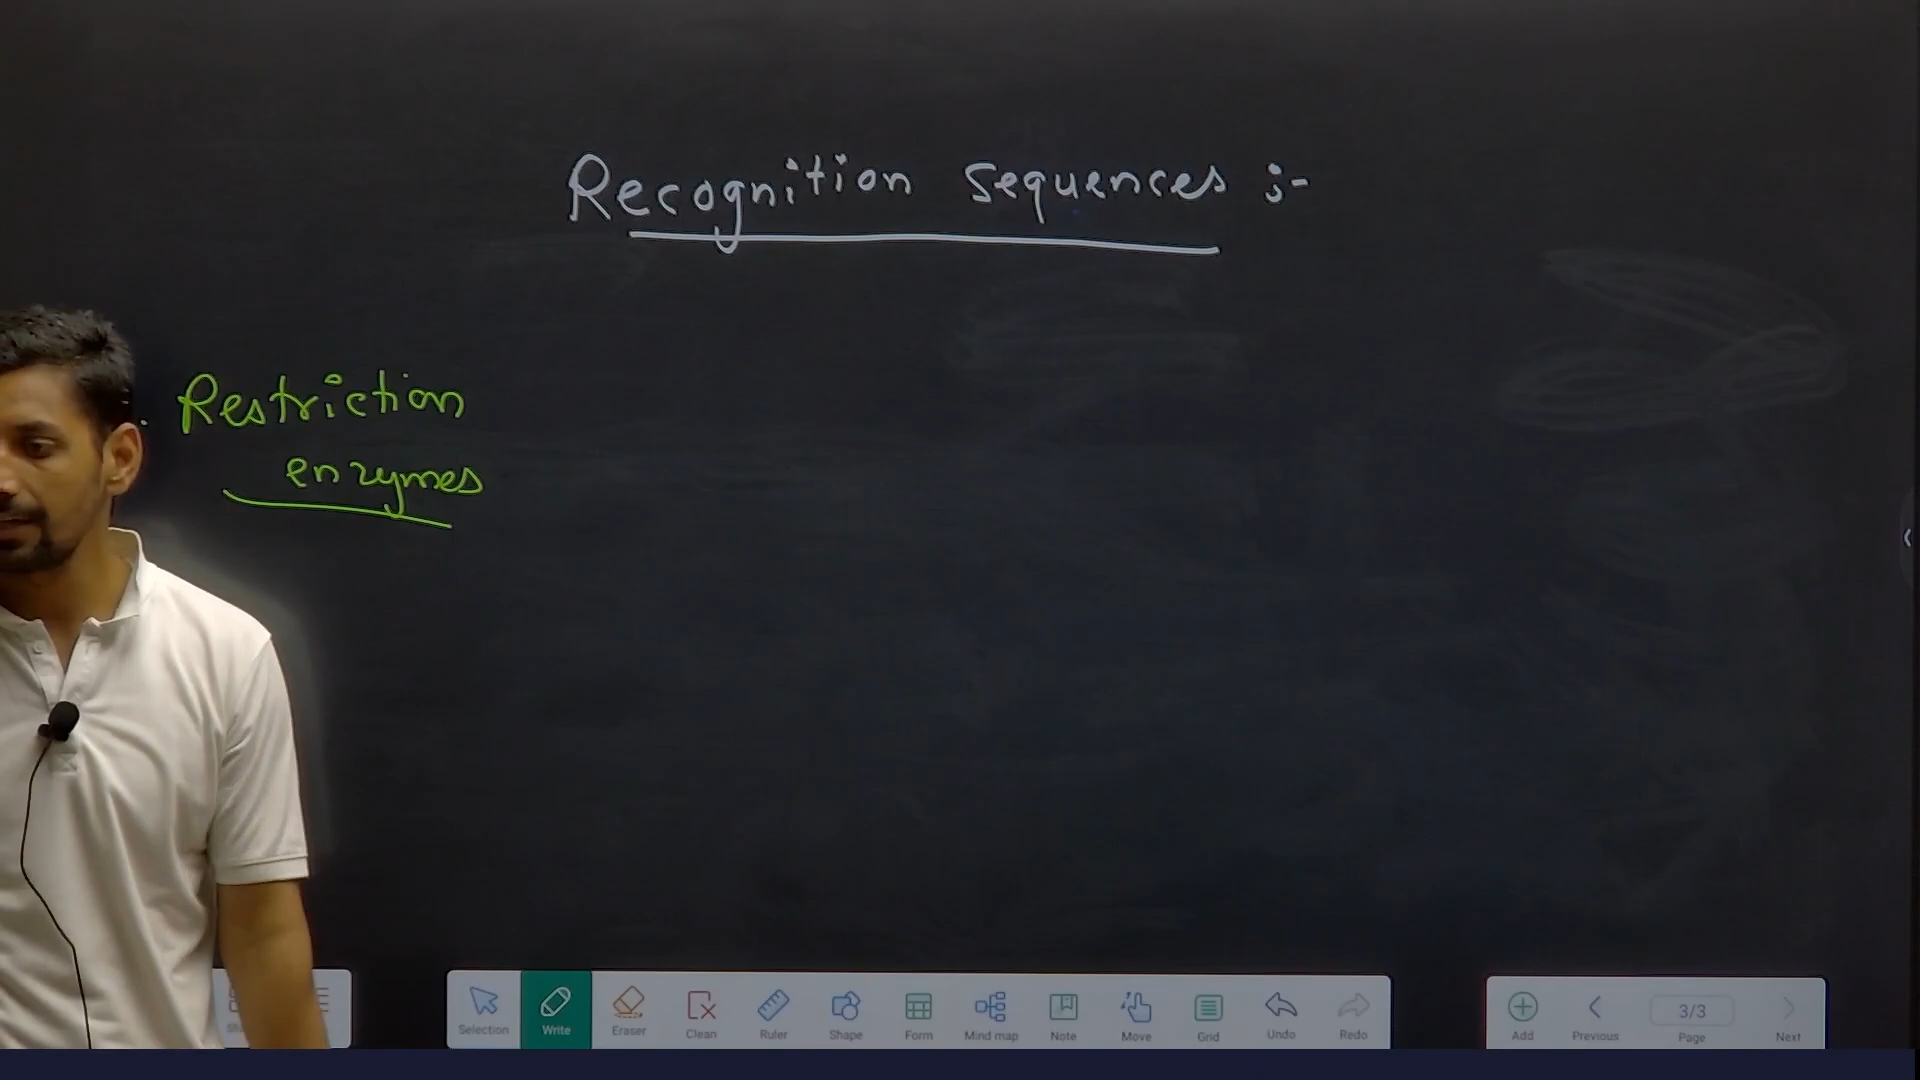 Recognition sequences :-
Restriction
enzymes
Selection Write Eraser Clean Ruler Shape Form Mind map Note Move Grid Undo Redo
Add Previous 3/3 Page Next